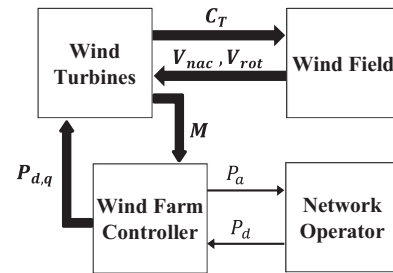 C_T
Wind
Turbines
V_nac , V_rot
Wind Field
M
P_d,q
Wind Farm
Controller
P_a
P_d
Network
Operator